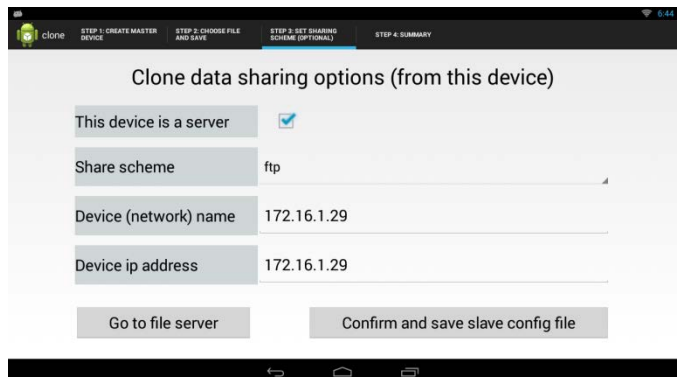 6:44
clone
STEP 1: CREATE MASTER DEVICE
STEP 2: CHOOSE FILE AND SAVE
STEP 3: SET SHARING SCHEME (OPTIONAL)
STEP 4: SUMMARY
Clone data sharing options (from this device)
This device is a server
Share scheme
ftp
Device (network) name
172.16.1.29
Device ip address
172.16.1.29
Go to file server
Confirm and save slave config file